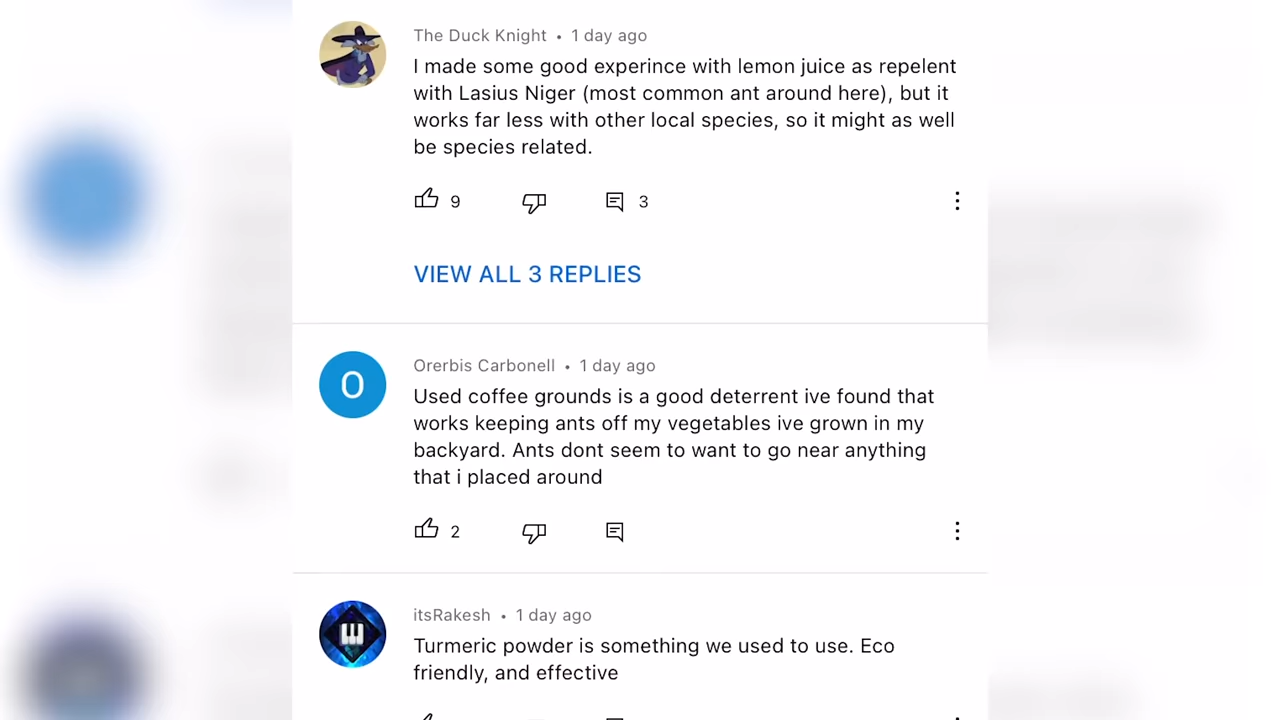 The Duck Knight • 1 day ago
I made some good experince with lemon juice as repelent
with Lasius Niger (most common ant around here), but it
works far less with other local species, so it might as well
be species related.
9 3
VIEW ALL 3 REPLIES
O
Orerbis Carbonell • 1 day ago
Used coffee grounds is a good deterrent ive found that
works keeping ants off my vegetables ive grown in my
backyard. Ants dont seem to want to go near anything
that i placed around
2
itsRakesh • 1 day ago
Turmeric powder is something we used to use. Eco
friendly, and effective